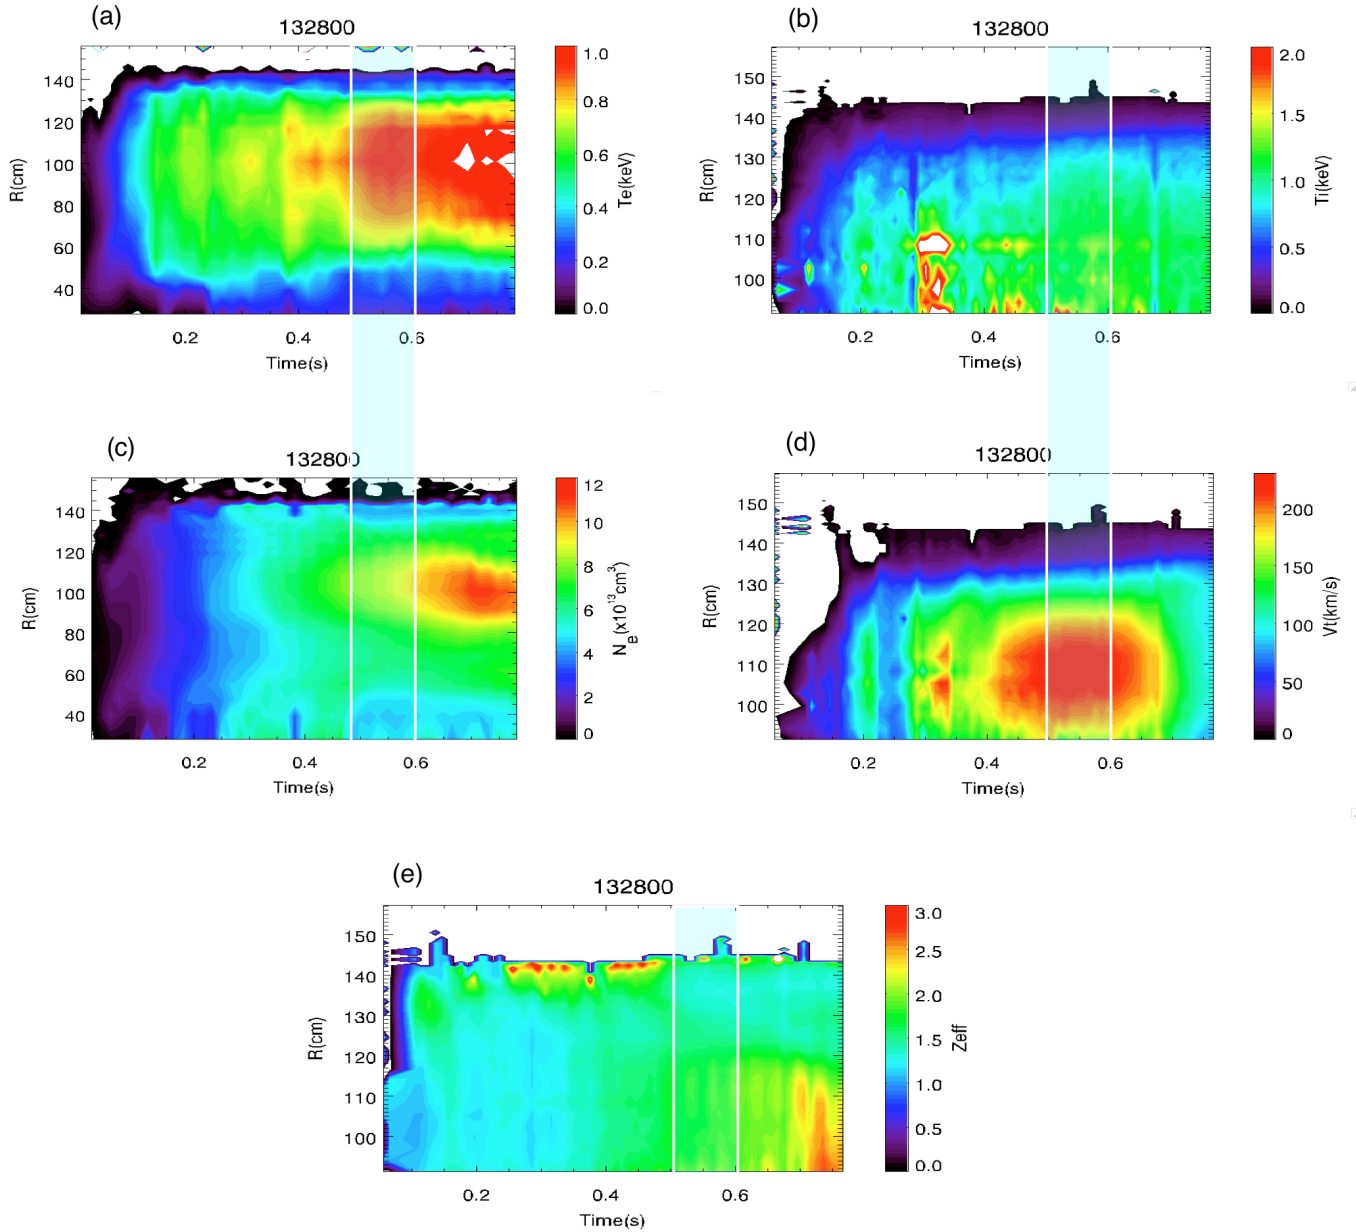 (a)
132800
140
120
100
80
60
40
R(cm)
0.2 0.4 0.6
Time(s)
1.0
0.8
0.6
0.4
0.2
0.0
Te(keV)
(b)
132800
150
140
130
120
110
100
R(cm)
0.2 0.4 0.6
Time(s)
2.0
1.5
1.0
0.5
0.0
Ti(keV)
(c)
132800
140
120
100
80
60
40
R(cm)
0.2 0.4 0.6
Time(s)
12
10
8
6
4
2
0
N_e(x10^13cm^3)
(d)
132800
150
140
130
120
110
100
R(cm)
0.2 0.4 0.6
Time(s)
200
150
100
50
0
Vt(km/s)
(e)
132800
150
140
130
120
110
100
R(cm)
0.2 0.4 0.6
Time(s)
3.0
2.5
2.0
1.5
1.0
0.5
0.0
Zeff